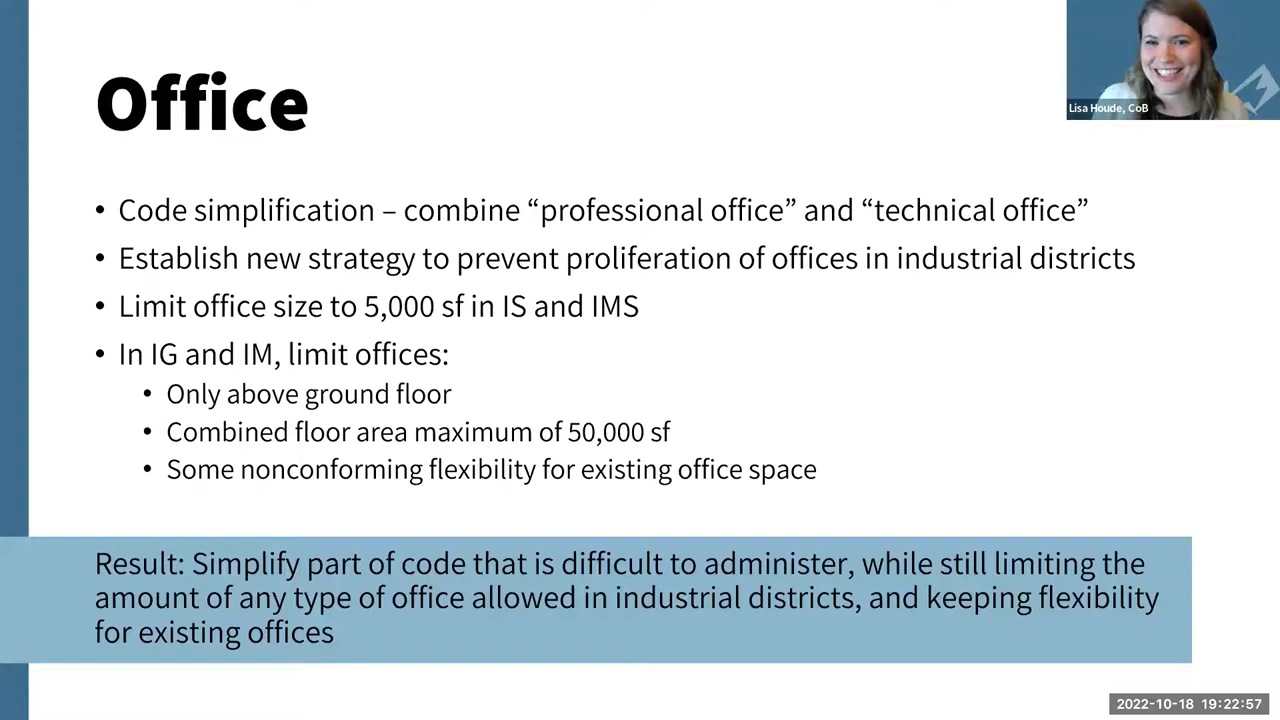 Office
Lisa Houde, CoB
• Code simplification – combine “professional office” and “technical office”
• Establish new strategy to prevent proliferation of offices in industrial districts
• Limit office size to 5,000 sf in IS and IMS
• In IG and IM, limit offices:
• Only above ground floor
• Combined floor area maximum of 50,000 sf
• Some nonconforming flexibility for existing office space
Result: Simplify part of code that is difficult to administer, while still limiting the
amount of any type of office allowed in industrial districts, and keeping flexibility
for existing offices
2022-10-18 19:22:57